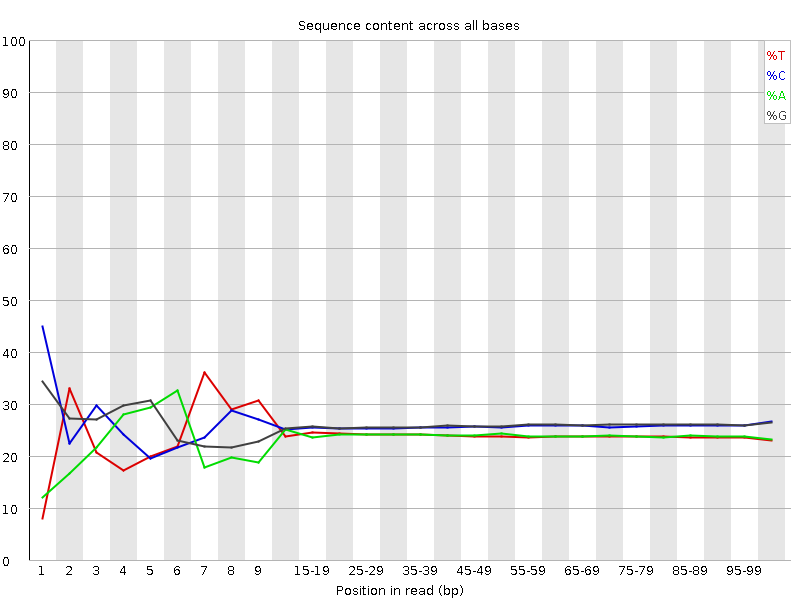 Sequence content across all bases
100
90
80
70
60
50
40
30
20
10
0
%T
%C
%A
%G
1 2 3 4 5 6 7 8 9 15-19 25-29 35-39 45-49 55-59 65-69 75-79 85-89 95-99
Position in read (bp)